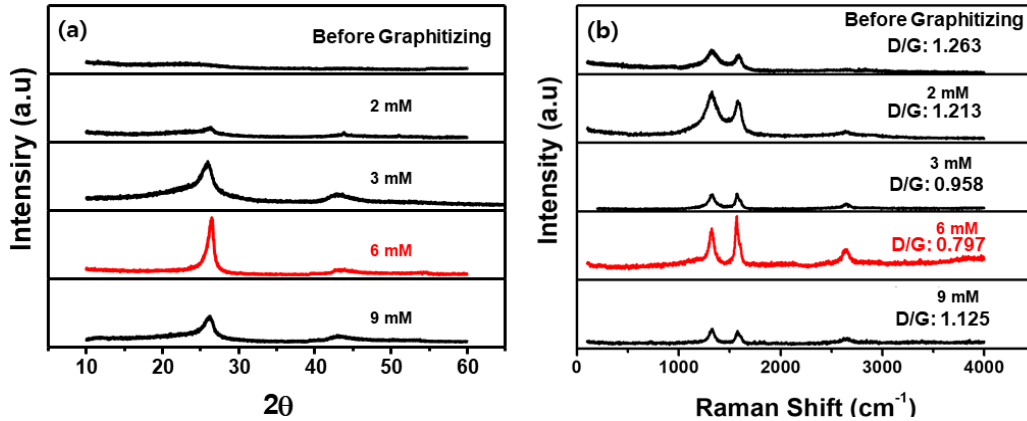 (a)
Before Graphitizing
2 mM
3 mM
6 mM
9 mM
Intensiry (a.u)
10 20 30 40 50 60
2θ
(b)
Before Graphitizing
D/G: 1.263
2 mM
D/G: 1.213
3 mM
D/G: 0.958
6 mM
D/G: 0.797
9 mM
D/G: 1.125
Intensity (a.u)
0 1000 2000 3000 4000
Raman Shift (cm⁻¹)